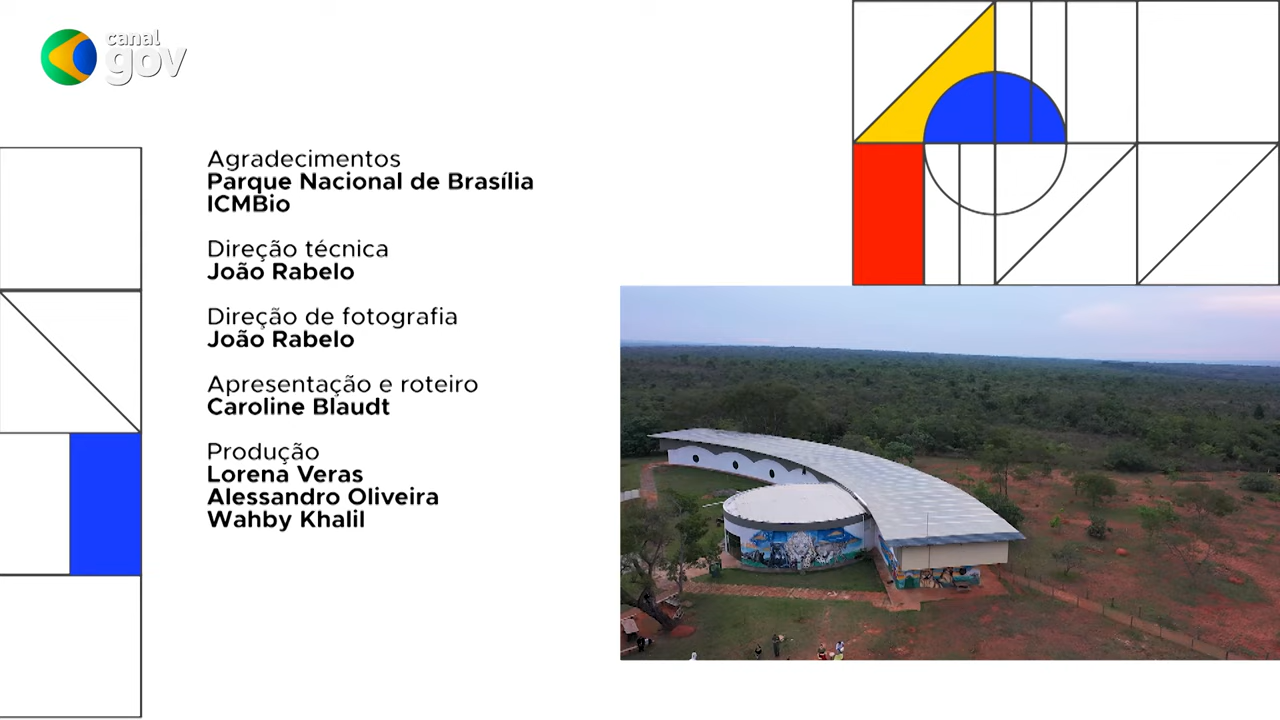 canal
gov
Agradecimentos
Parque Nacional de Brasília
ICMBio
Direção técnica
João Rabelo
Direção de fotografia
João Rabelo
Apresentação e roteiro
Caroline Blaudt
Produção
Lorena Veras
Alessandro Oliveira
Wahby Khalil